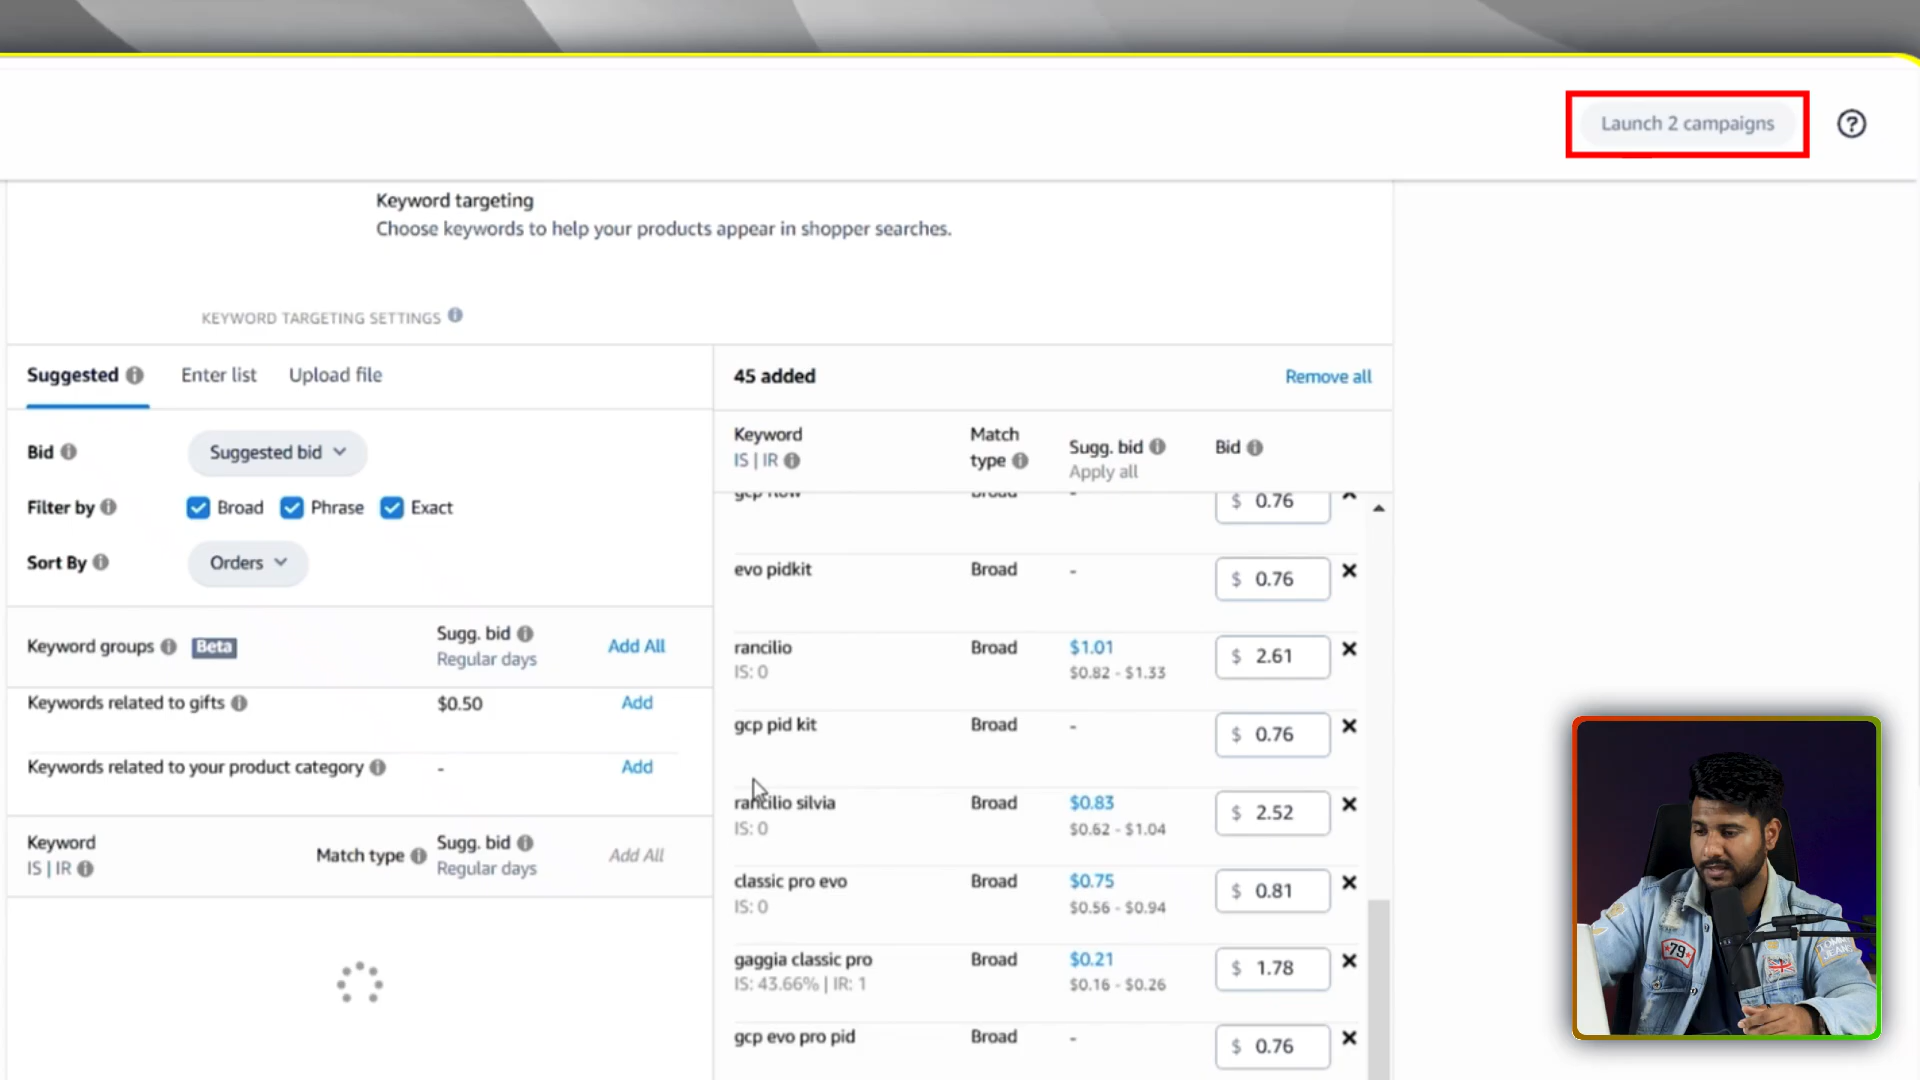 Launch 2 campaigns
Keyword targeting
Choose keywords to help your products appear in shopper searches.
KEYWORD TARGETING SETTINGS
Suggested
Enter list
Upload file
Bid
Suggested bid
Filter by
Broad
Phrase
Exact
Sort By
Orders
Keyword groups
Beta
Sugg. bid
Regular days
Add All
Keywords related to gifts
$0.50
Add
Keywords related to your product category
-
Add
Keyword
IS | IR
Match type
Sugg. bid
Regular days
Add All
45 added
Remove all
Keyword
IS | IR
Match
type
Sugg. bid
Apply all
Bid
-
$ 0.76
evo pidkit
Broad
-
$ 0.76
rancilio
IS: 0
Broad
$1.01
$0.82 - $1.33
$ 2.61
gcp pid kit
Broad
-
$ 0.76
rancilio silvia
IS: 0
Broad
$0.83
$0.62 - $1.04
$ 2.52
classic pro evo
IS: 0
Broad
$0.75
$0.56 - $0.94
$ 0.81
gaggia classic pro
IS: 43.66% | IR: 1
Broad
$0.21
$0.16 - $0.26
$ 1.78
gcp evo pro pid
Broad
-
$ 0.76
'79